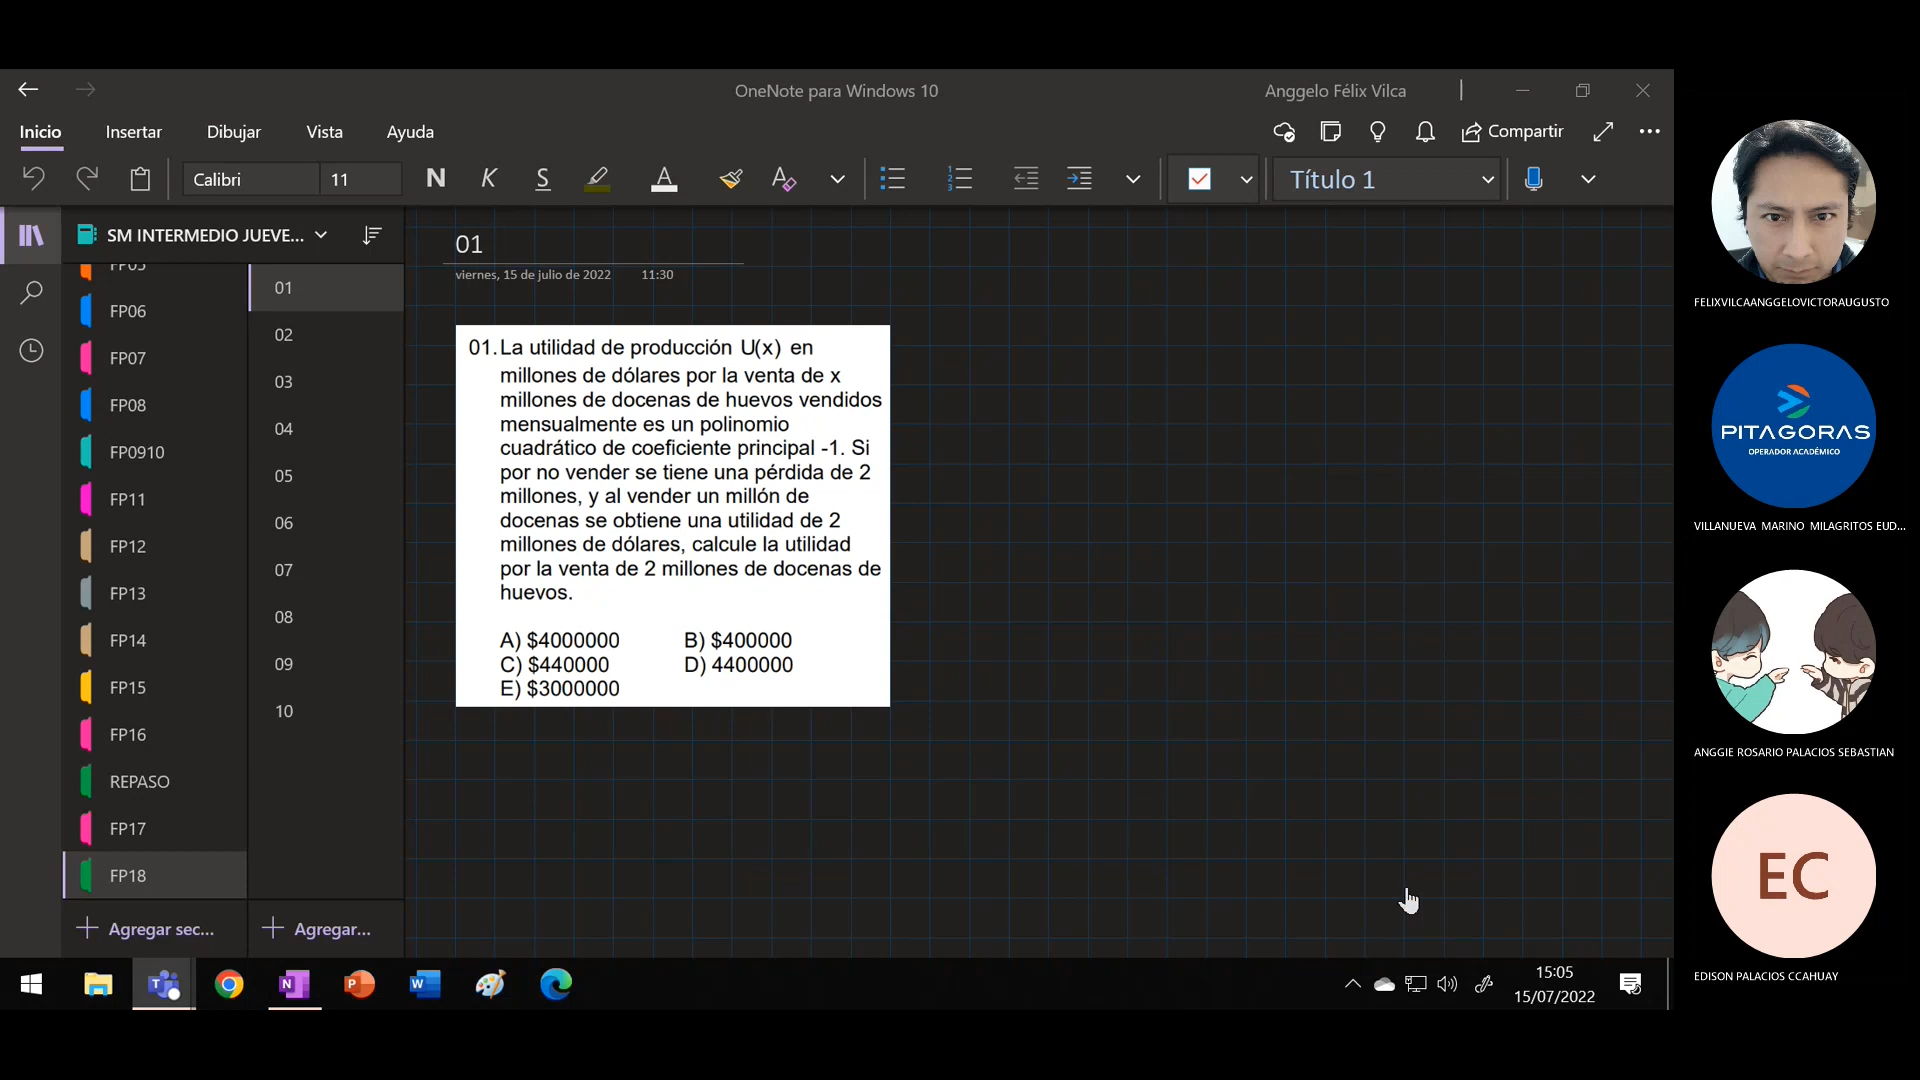 OneNote para Windows 10
Anggelo Félix Vilca
Inicio
Insertar
Dibujar
Vista
Ayuda
Compartir
Calibri
11
N
K
S
A
Título 1
SM INTERMEDIO JUEVE...
FP05
FP06
FP07
FP08
FP0910
FP11
FP12
FP13
FP14
FP15
FP16
REPASO
FP17
FP18
Agregar sec...
01
02
03
04
05
06
07
08
09
10
Agregar...
01
viernes, 15 de julio de 2022 11:30
01. La utilidad de producción U(x) en
millones de dólares por la venta de x
millones de docenas de huevos vendidos
mensualmente es un polinomio
cuadrático de coeficiente principal -1. Si
por no vender se tiene una pérdida de 2
millones, y al vender un millón de
docenas se obtiene una utilidad de 2
millones de dólares, calcule la utilidad
por la venta de 2 millones de docenas de
huevos.
A) $4000000 B) $400000
C) $440000 D) 4400000
E) $3000000
FELIXVILCAANGGELOVICTORAUGUSTO
PITAGORAS
OPERADOR ACADÉMICO
VILLANUEVA MARINO MILAGRITOS EUD...
ANGGIE ROSARIO PALACIOS SEBASTIAN
EC
EDISON PALACIOS CCAHUAY
15:05
15/07/2022